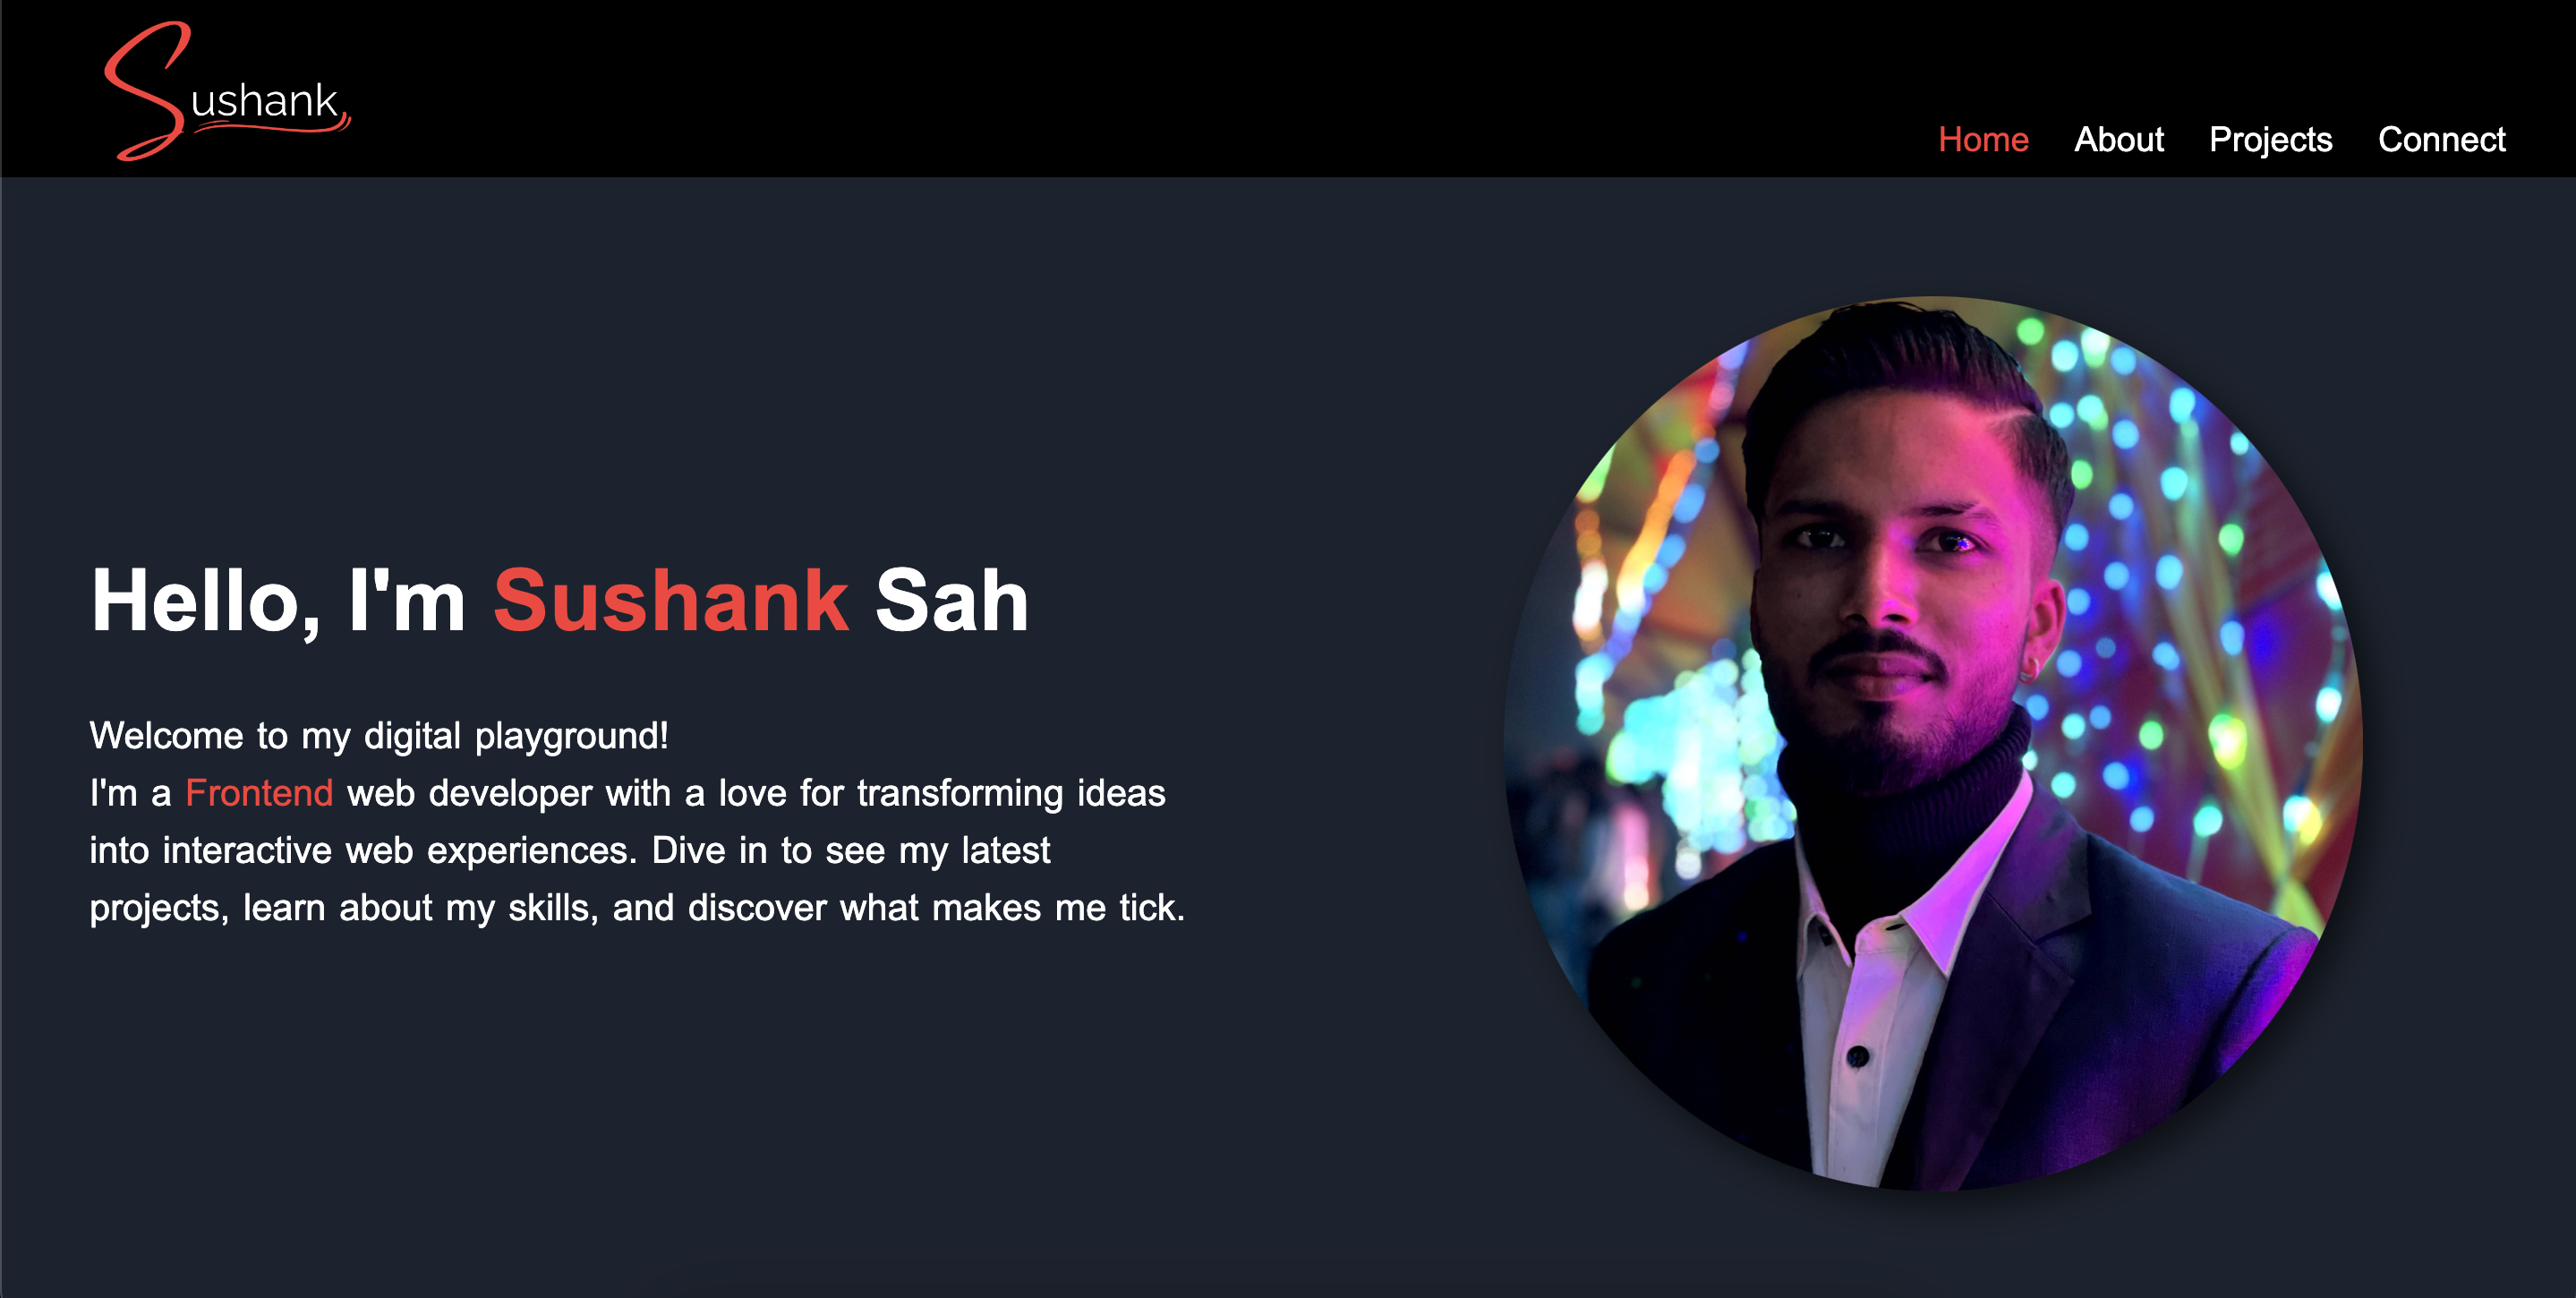 Sushank
Home About Projects Connect
Hello, I'm Sushank Sah
Welcome to my digital playground!
I'm a Frontend web developer with a love for transforming ideas
into interactive web experiences. Dive in to see my latest
projects, learn about my skills, and discover what makes me tick.